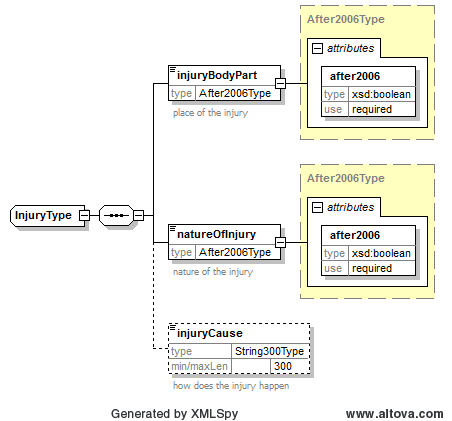 After2006Type
attributes
after2006
type xsd:boolean
use required
injuryBodyPart
type After2006Type
place of the injury
InjuryType
After2006Type
attributes
after2006
type xsd:boolean
use required
natureOfInjury
type After2006Type
nature of the injury
injuryCause
type String300Type
min/maxLen 300
how does the injury happen
Generated by XMLSpy www.altova.com